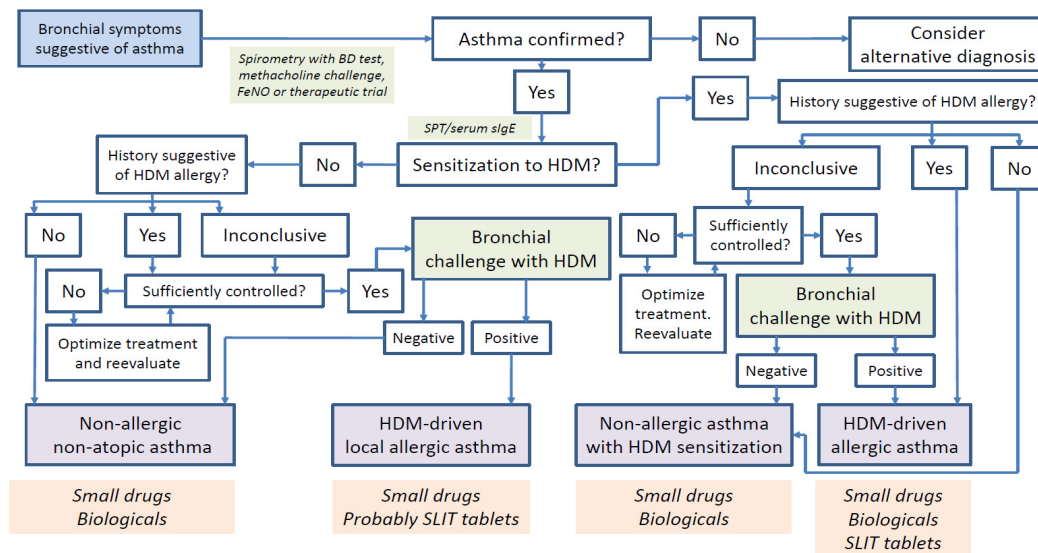 Bronchial symptoms
suggestive of asthma
Asthma confirmed?
No
Consider
alternative diagnosis
Spirometry with BD test,
methacholine challenge,
FeNO or therapeutic trial
Yes
Yes
History suggestive of HDM allergy?
SPT/serum sIgE
History suggestive
of HDM allergy?
No
Sensitization to HDM?
Inconclusive
Yes
No
No
Yes
Inconclusive
Bronchial
challenge with HDM
No
Sufficiently
controlled?
Yes
No
Sufficiently controlled?
Yes
Optimize
treatment.
Reevaluate
Bronchial
challenge with HDM
Optimize treatment
and reevaluate
Negative
Positive
Negative
Positive
Non-allergic
non-atopic asthma
HDM-driven
local allergic asthma
Non-allergic asthma
with HDM sensitization
HDM-driven
allergic asthma
Small drugs
Biologicals
Small drugs
Probably SLIT tablets
Small drugs
Biologicals
Small drugs
Biologicals
SLIT tablets